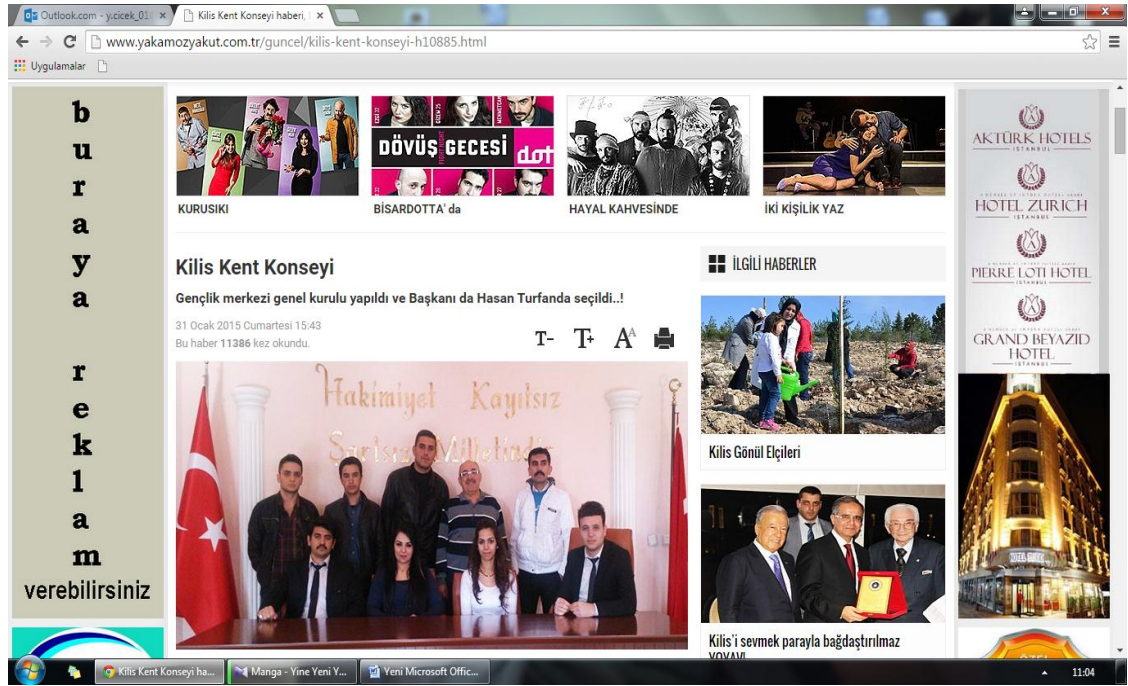 Outlook.com - y.cicek_01
Kilis Kent Konseyi haberi,
www.yakamozyakut.com.tr/guncel/kilis-kent-konseyi-h10885.html
Uygulamalar
buraya
reklam
verebilirsiniz
DÖVÜŞ GECESİ
dot
KURUSIKI
BİSARDOTTA' da
HAYAL KAHVESİNDE
İKİ KİŞİLİK YAZ
Kilis Kent Konseyi
Gençlik merkezi genel kurulu yapıldı ve Başkanı da Hasan Turfanda seçildi..!
31 Ocak 2015 Cumartesi 15:43
Bu haber 11386 kez okundu.
T- T+ AA
Hakimiyet Kayıtsız
Şartsız Milletindir
İLGİLİ HABERLER
Kilis Gönül Elçileri
Kilis'i sevmek parayla bağdaştırılmaz
AKTÜRK HOTELS
ISTANBUL
HOTEL ZURICH
ISTANBUL
PIERRE LOTI HOTEL
ISTANBUL
GRAND BEYAZID
HOTEL
ISTANBUL
ÖZEL
Kilis Kent Konseyi ha...
Manga - Yine Yeni Y...
Yeni Microsoft Offic...
11:04